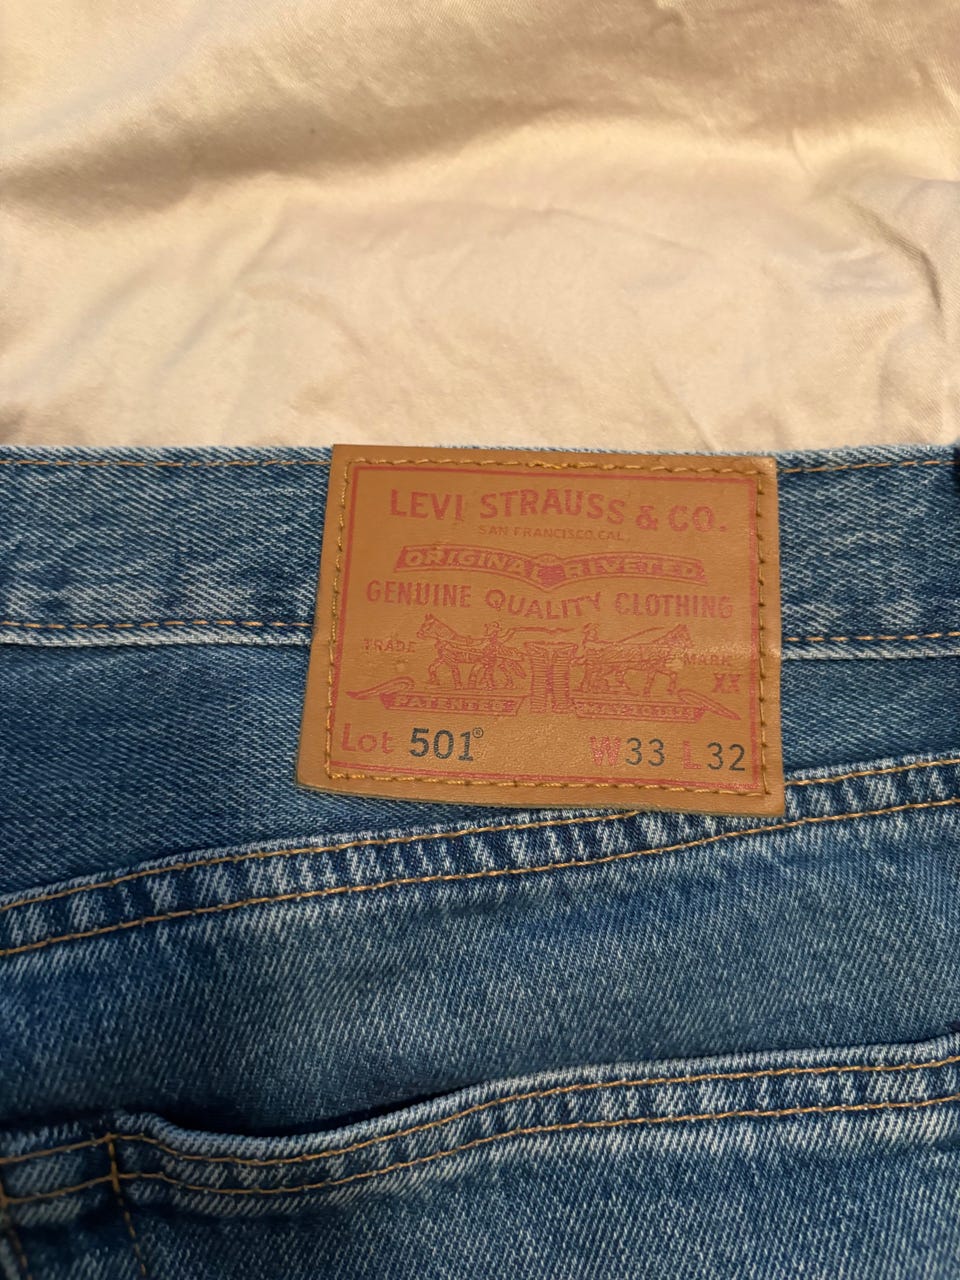 LEVI STRAUSS & CO.
SAN FRANCISCO, CAL.
ORIGINAL RIVETED
GENUINE QUALITY CLOTHING
TRADE MARK
XX
PATENTED MAY 20 1873
Lot 501® W33 L32